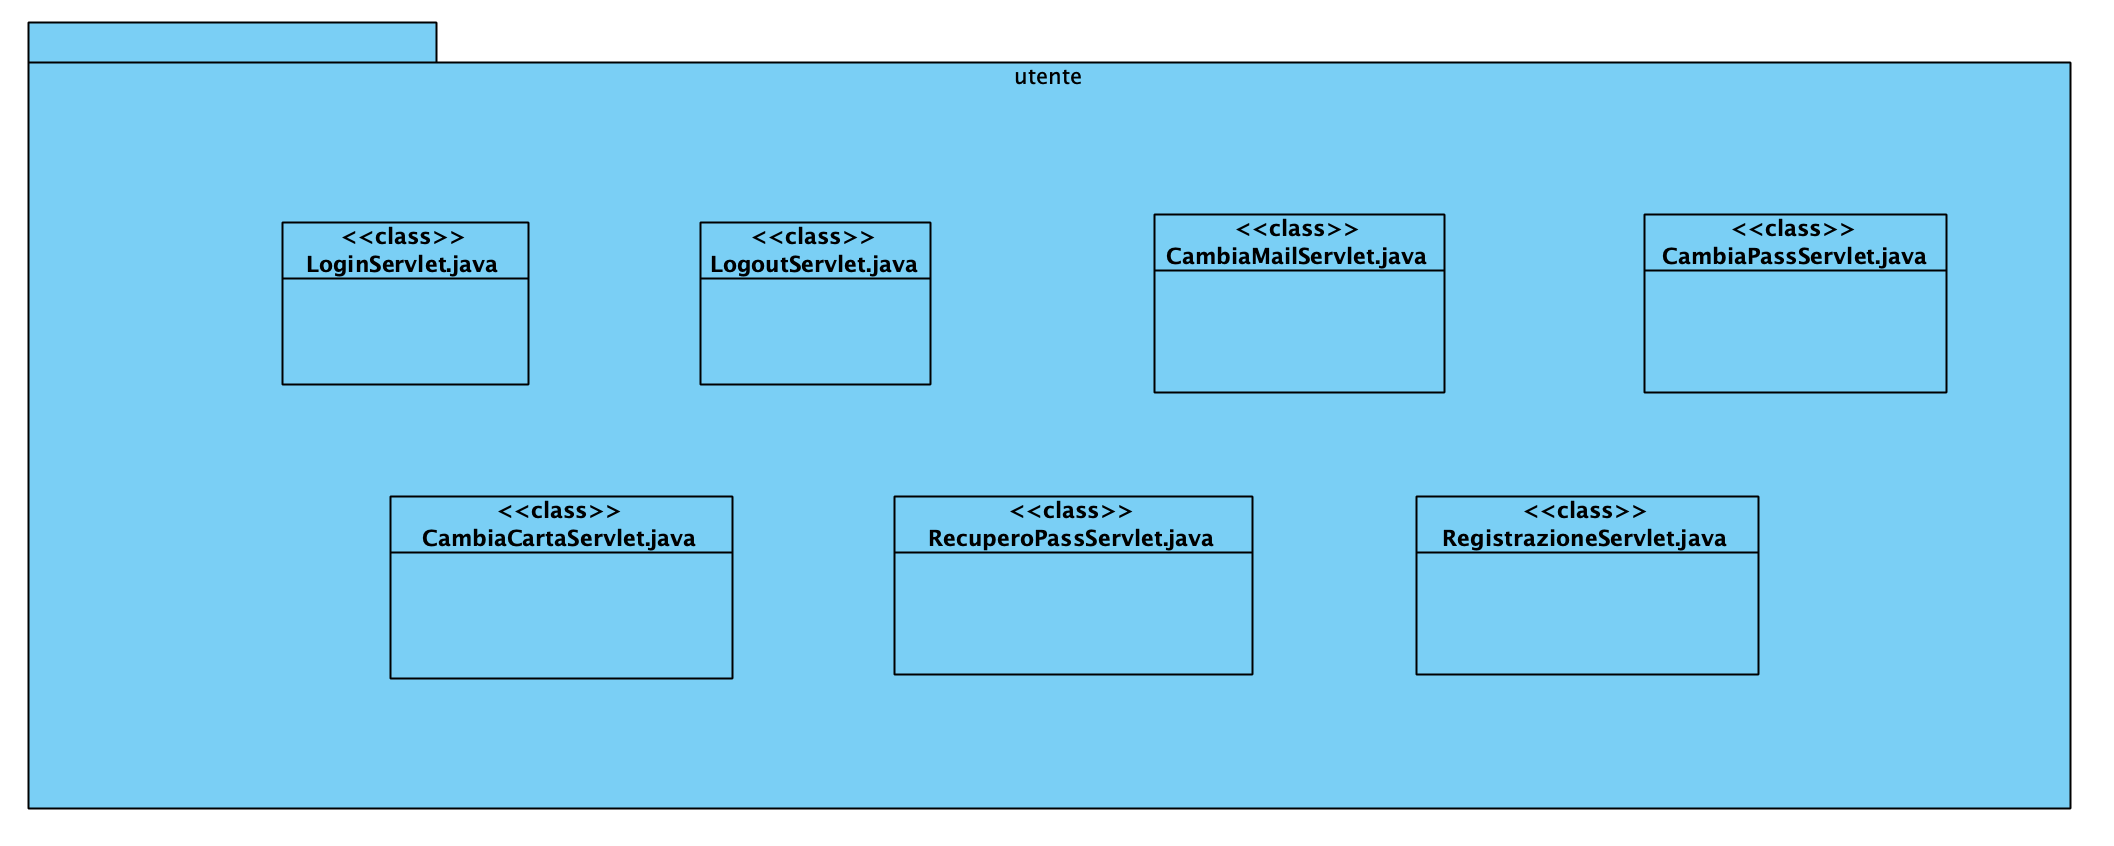 utente
<<class>>
LoginServlet.java
<<class>>
LogoutServlet.java
<<class>>
CambiaMailServlet.java
<<class>>
CambiaPassServlet.java
<<class>>
CambiaCartaServlet.java
<<class>>
RecuperoPassServlet.java
<<class>>
RegistrazioneServlet.java